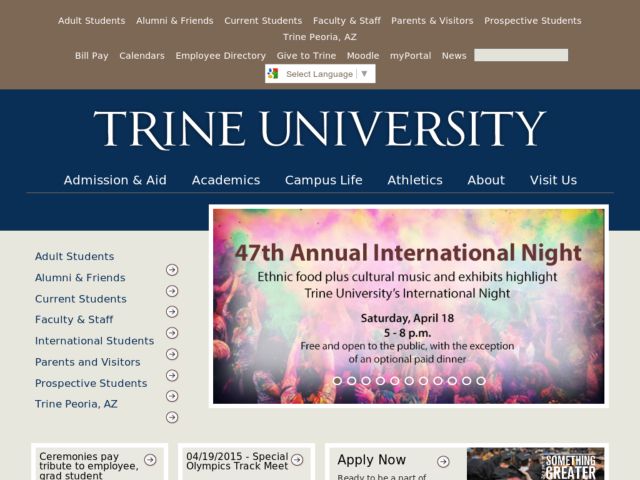 Adult Students Alumni & Friends Current Students Faculty & Staff Parents & Visitors Prospective Students
Trine Peoria, AZ
Bill Pay Calendars Employee Directory Give to Trine Moodle myPortal News
Select Language ▼
TRINE UNIVERSITY
Admission & Aid Academics Campus Life Athletics About Visit Us
Adult Students
Alumni & Friends
Current Students
Faculty & Staff
International Students
Parents and Visitors
Prospective Students
Trine Peoria, AZ
47th Annual International Night
Ethnic food plus cultural music and exhibits highlight
Trine University's International Night
Saturday, April 18
5 - 8 p.m.
Free and open to the public, with the exception
of an optional paid dinner
Ceremonies pay
tribute to employee,
grad student
04/19/2015 - Special
Olympics Track Meet
Apply Now
Ready to be a part of
SOMETHING
GREATER